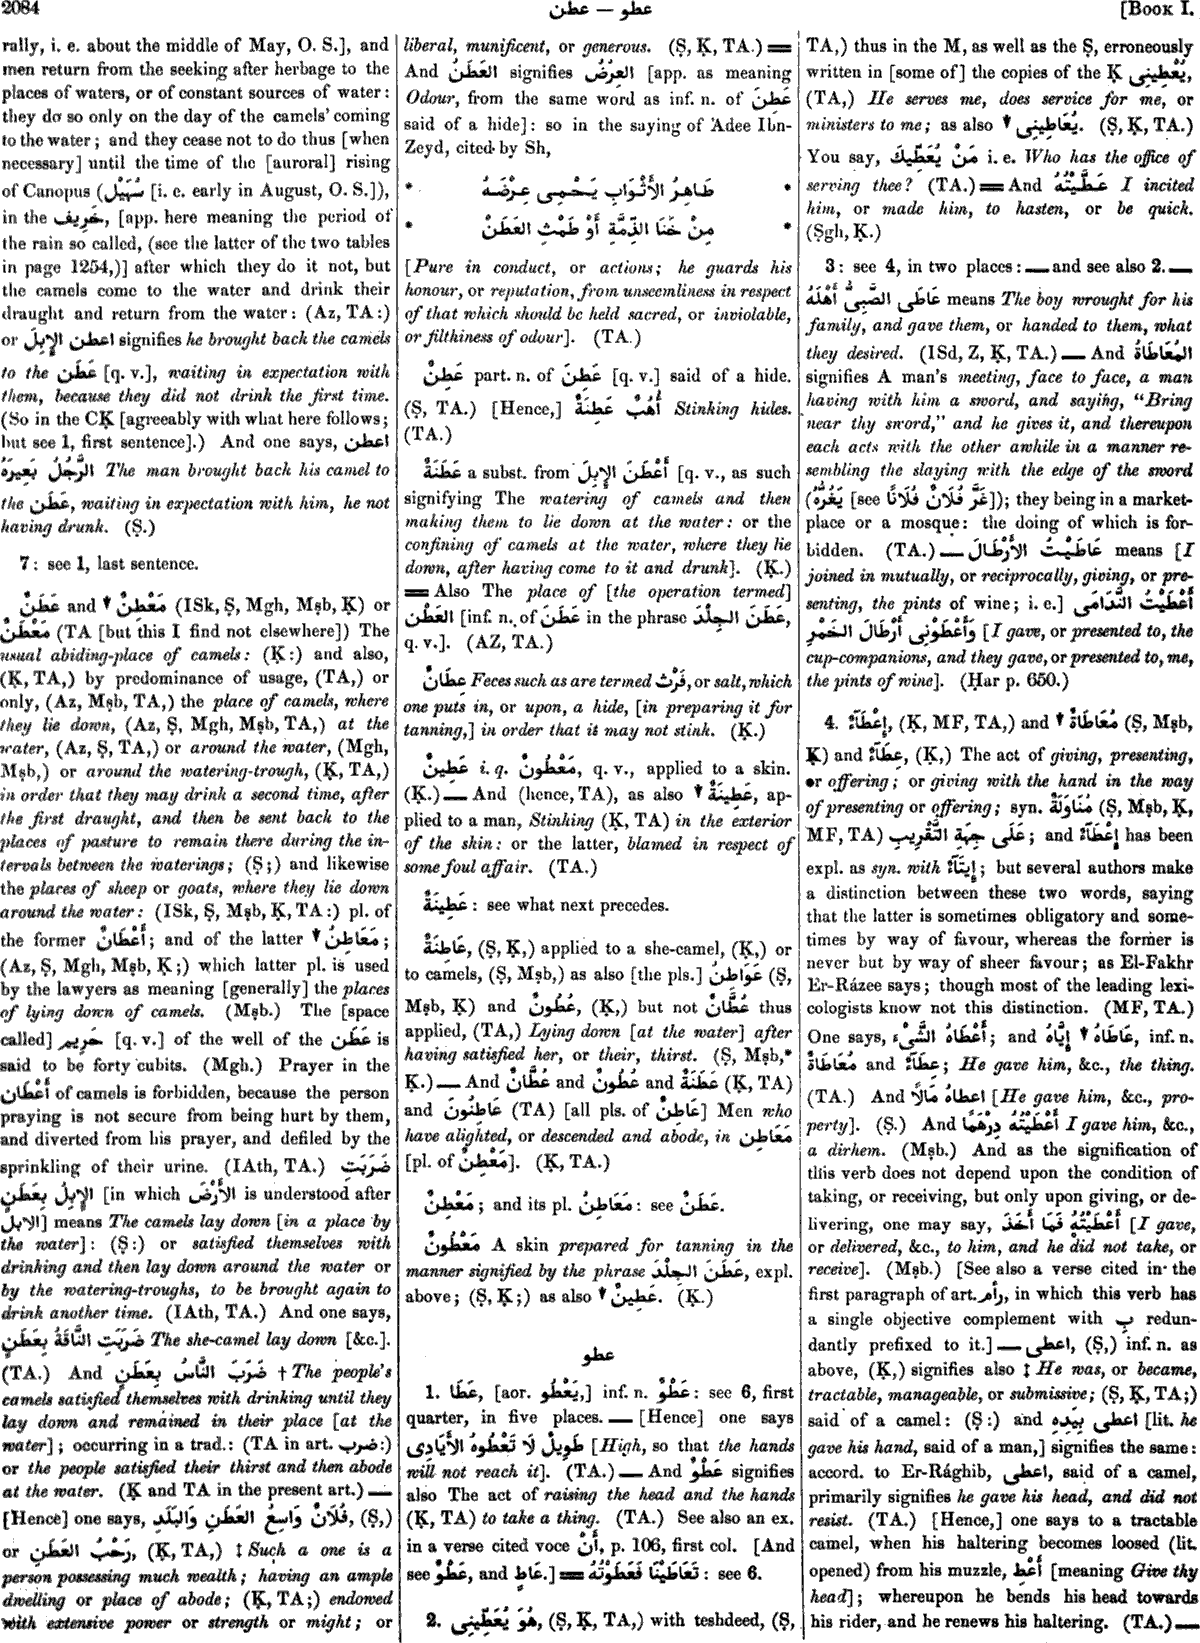 2084
عطن — عطو
[BOOK I.
rally, i. e. about the middle of May, O. S.], and
men return from the seeking after herbage to the
places of waters, or of constant sources of water:
they do so only on the day of the camels' coming
to the water; and they cease not to do thus [when
necessary] until the time of the [auroral] rising
of Canopus (سُهَيْل [i. e. early in August, O. S.]),
in the خَرِيف, [app. here meaning the period of
the rain so called, (see the latter of the two tables
in page 1254,)] after which they do it not, but
the camels come to the water and drink their
draught and return from the water: (Az, TA:)
or اعطن الإِبِلَ signifies he brought back the camels
to the عَطَن [q. v.], waiting in expectation with
them, because they did not drink the first time.
(So in the CḲ [agreeably with what here follows;
but see 1, first sentence].) And one says, اعطن
الرَّجُلُ بَعِيرَهُ The man brought back his camel to
the عَطَن, waiting in expectation with him, he not
having drunk. (Ṣ.)
7: see 1, last sentence.
عَطَنٌ and ▼ مَعْطِنٌ (ISk, Ṣ, Mgh, Mṣb, Ḳ) or
مَعْطَنٌ (TA [but this I find not elsewhere]) The
usual abiding-place of camels: (Ḳ:) and also,
(Ḳ, TA,) by predominance of usage, (TA,) or
only, (Az, Mṣb, TA,) the place of camels, where
they lie down, (Az, Ṣ, Mgh, Mṣb, TA,) at the
water, (Az, Ṣ, TA,) or around the water, (Mgh,
Mṣb,) or around the watering-trough, (Ḳ, TA,)
in order that they may drink a second time, after
the first draught, and then be sent back to the
places of pasture to remain there during the in-
tervals between the waterings; (Ṣ;) and likewise
the places of sheep or goats, where they lie down
around the water: (ISk, Ṣ, Mṣb, Ḳ, TA:) pl. of
the former أَعْطَانٌ; and of the latter ▼ مَعَاطِنُ;
(Az, Ṣ, Mgh, Mṣb, Ḳ;) which latter pl. is used
by the lawyers as meaning [generally] the places
of lying down of camels. (Mṣb.) The [space
called] حَرِيم [q. v.] of the well of the عَطَن is
said to be forty cubits. (Mgh.) Prayer in the
أَعْطَان of camels is forbidden, because the person
praying is not secure from being hurt by them,
and diverted from his prayer, and defiled by the
sprinkling of their urine. (IAth, TA.) ضَرَبَتِ
الإِبِلُ بِعَطَنٍ [in which الأَرْضَ is understood after
الابل] means The camels lay down [in a place by
the water]: (Ṣ:) or satisfied themselves with
drinking and then lay down around the water or
by the watering-troughs, to be brought again to
drink another time. (IAth, TA.) And one says,
ضَرَبَتِ النَّاقَةُ بِعَطَنٍ The she-camel lay down [&c.].
(TA.) And ضَرَبَ النَّاسُ بِعَطَنٍ † The people's
camels satisfied themselves with drinking until they
lay down and remained in their place [at the
water]; occurring in a trad.: (TA in art. ضرب:)
or the people satisfied their thirst and then abode
at the water. (Ḳ and TA in the present art.) —
[Hence] one says, فُلَانٌ وَاسِعُ العَطَنِ وَالبَلَدِ, (Ṣ,)
or رَحْبُ العَطَنِ, (Ḳ, TA,) ‡ Such a one is a
person possessing much wealth; having an ample
dwelling or place of abode; (Ḳ, TA;) endowed
with extensive power or strength or might; or
liberal, munificent, or generous. (Ṣ, Ḳ, TA.) ==
And العَطَنُ signifies العِرْضُ [app. as meaning
Odour, from the same word as inf. n. of عَطِنَ
said of a hide]: so in the saying of 'Adee Ibn-
Zeyd, cited by Sh,
* طَاهِرُ الأَثْوَابِ يَحْمِى عِرْضَهُ *
* مِنْ خَنَا الذِّمَّةِ أَوْ طَمْثِ العَطَنْ *
[Pure in conduct, or actions; he guards his
honour, or reputation, from unseemliness in respect
of that which should be held sacred, or inviolable,
or filthiness of odour]. (TA.)
عَطِنٌ part. n. of عَطِنَ [q. v.] said of a hide.
(Ṣ, TA.) [Hence,] أُهُبٌ عَطِنَةٌ Stinking hides.
(TA.)
عَطَنَةٌ a subst. from أَعْطَنَ الإِبِلَ [q. v., as such
signifying The watering of camels and then
making them to lie down at the water: or the
confining of camels at the water, where they lie
down, after having come to it and drunk]. (Ḳ.)
== Also The place of [the operation termed]
العَطْن [inf. n. of عَطَنَ in the phrase عَطَنَ الجِلْدَ,
q. v.]. (AZ, TA.)
عِطَانٌ Feces such as are termed فَرْث, or salt, which
one puts in, or upon, a hide, [in preparing it for
tanning,] in order that it may not stink. (Ḳ.)
عَطِينٌ i. q. مَعْطُونٌ, q. v., applied to a skin.
(Ḳ.) — And (hence, TA), as also ▼ عَطِينَةٌ, ap-
plied to a man, Stinking (Ḳ, TA) in the exterior
of the skin: or the latter, blamed in respect of
some foul affair. (TA.)
عَطِينَةٌ: see what next precedes.
عَاطِنَةٌ, (Ṣ, Ḳ,) applied to a she-camel, (Ḳ,) or
to camels, (Ṣ, Mṣb,) as also [the pls.] عَوَاطِنُ (Ṣ,
Mṣb, Ḳ) and عُطُونٌ, (Ḳ,) but not عُطَّانٌ thus
applied, (TA,) Lying down [at the water] after
having satisfied her, or their, thirst. (Ṣ, Mṣb,*
Ḳ.) — And عُطَّانٌ and عُطُونٌ and عَطَنَةٌ (Ḳ, TA)
and عَاطِنُونَ (TA) [all pls. of عَاطِنٌ] Men who
have alighted, or descended and abode, in مَعَاطِن
[pl. of مَعْطِنٌ]. (Ḳ, TA.)
مَعْطِنٌ; and its pl. مَعَاطِنُ: see عَطَنٌ.
مَعْطُونٌ A skin prepared for tanning in the
manner signified by the phrase عَطَنَ الجِلْدَ, expl.
above; (Ṣ, Ḳ;) as also ▼ عَطِينٌ. (Ḳ.)
عطو
1. عَطَا, [aor. يَعْطُو,] inf. n. عَطْوٌ: see 6, first
quarter, in five places. — [Hence] one says
طَوِيلٌ لَا تَعْطُوهُ الأَيَادِى [High, so that the hands
will not reach it]. (TA.) — And عَطْوٌ signifies
also The act of raising the head and the hands
(Ḳ, TA) to take a thing. (TA.) See also an ex.
in a verse cited voce أَنْ, p. 106, first col. [And
see عَطْوٌ, and عَاطٍ.] == تَعَاطَيْنَا فَعَطَوْتُهُ: see 6.
2. هُوَ يُعَطِّينِى, (Ṣ, Ḳ, TA,) with teshdeed, (Ṣ,
TA,) thus in the M, as well as the Ṣ, erroneously
written in [some of] the copies of the Ḳ يُعْطِينِى,
(TA,) He serves me, does service for me, or
ministers to me; as also ▼ يُعَاطِينِى. (Ṣ, Ḳ, TA.)
You say, مَنْ يُعَطِّيكَ i. e. Who has the office of
serving thee? (TA.) == And عَطَّيْتُهُ I incited
him, or made him, to hasten, or be quick.
(Ṣgh, Ḳ.)
3: see 4, in two places: — and see also 2. —
عَاطَى الصَّبِىُّ أَهْلَهُ means The boy wrought for his
family, and gave them, or handed to them, what
they desired. (ISd, Z, Ḳ, TA.) — And المُعَاطَاةُ
signifies A man's meeting, face to face, a man
having with him a sword, and saying, “Bring
near thy sword,” and he gives it, and thereupon
each acts with the other awhile in a manner re-
sembling the slaying with the edge of the sword
(يَغُرُّهُ [see غَرَّ فُلَانٌ فُلَانًا]); they being in a market-
place or a mosque: the doing of which is for-
bidden. (TA.) — عَاطَيْتُ الأَرْطَالَ means [I
joined in mutually, or reciprocally, giving, or pre-
senting, the pints of wine; i. e.] أَعْطَيْتُ النَّدَامَى
وَأَعْطَوْنِى أَرْطَالَ الخَمْرِ [I gave, or presented to, the
cup-companions, and they gave, or presented to, me,
the pints of wine]. (Ḥar p. 650.)
4. إِعْطَآءٌ, (Ḳ, MF, TA,) and ▼ مُعَاطَاةٌ (Ṣ, Mṣb,
Ḳ) and عِطَآءٌ, (Ḳ,) The act of giving, presenting,
or offering; or giving with the hand in the way
of presenting or offering; syn. مُنَاوَلَةٌ (Ṣ, Mṣb, Ḳ,
MF, TA) عَلَى جِهَةِ التَّقْرِيبِ; and إِعْطَآءٌ has been
expl. as syn. with إِيتَآءٌ; but several authors make
a distinction between these two words, saying
that the latter is sometimes obligatory and some-
times by way of favour, whereas the former is
never but by way of sheer favour; as El-Fakhr
Er-Rázee says; though most of the leading lexi-
cologists know not this distinction. (MF, TA.)
One says, أَعْطَاهُ الشَّىْءَ; and عَاطَاهُ ▼ إِيَّاهُ, inf. n.
مُعَاطَاةٌ and عِطَآءٌ; He gave him, &c., the thing.
(TA.) And اعطاهُ مَالًا [He gave him, &c., pro-
perty]. (Ṣ.) And أَعْطَيْتُهُ دِرْهَمًا I gave him, &c.,
a dirhem. (Mṣb.) And as the signification of
this verb does not depend upon the condition of
taking, or receiving, but only upon giving, or de-
livering, one may say, أَعْطَيْتُهُ فَمَا أَخَذَ [I gave,
or delivered, &c., to him, and he did not take, or
receive]. (Mṣb.) [See also a verse cited in the
first paragraph of art. رأم, in which this verb has
a single objective complement with بِ redun-
dantly prefixed to it.] — اعطى, (Ṣ,) inf. n. as
above, (Ḳ,) signifies also ‡ He was, or became,
tractable, manageable, or submissive; (Ṣ, Ḳ, TA;)
said of a camel: (Ṣ:) and اعطى بِيَدِهِ [lit. he
gave his hand, said of a man,] signifies the same:
accord. to Er-Rághib, اعطى, said of a camel,
primarily signifies he gave his head, and did not
resist. (TA.) [Hence,] one says to a tractable
camel, when his haltering becomes loosed (lit.
opened) from his muzzle, أَعْطِ [meaning Give thy
head]; whereupon he bends his head towards
his rider, and he renews his haltering. (TA.) —